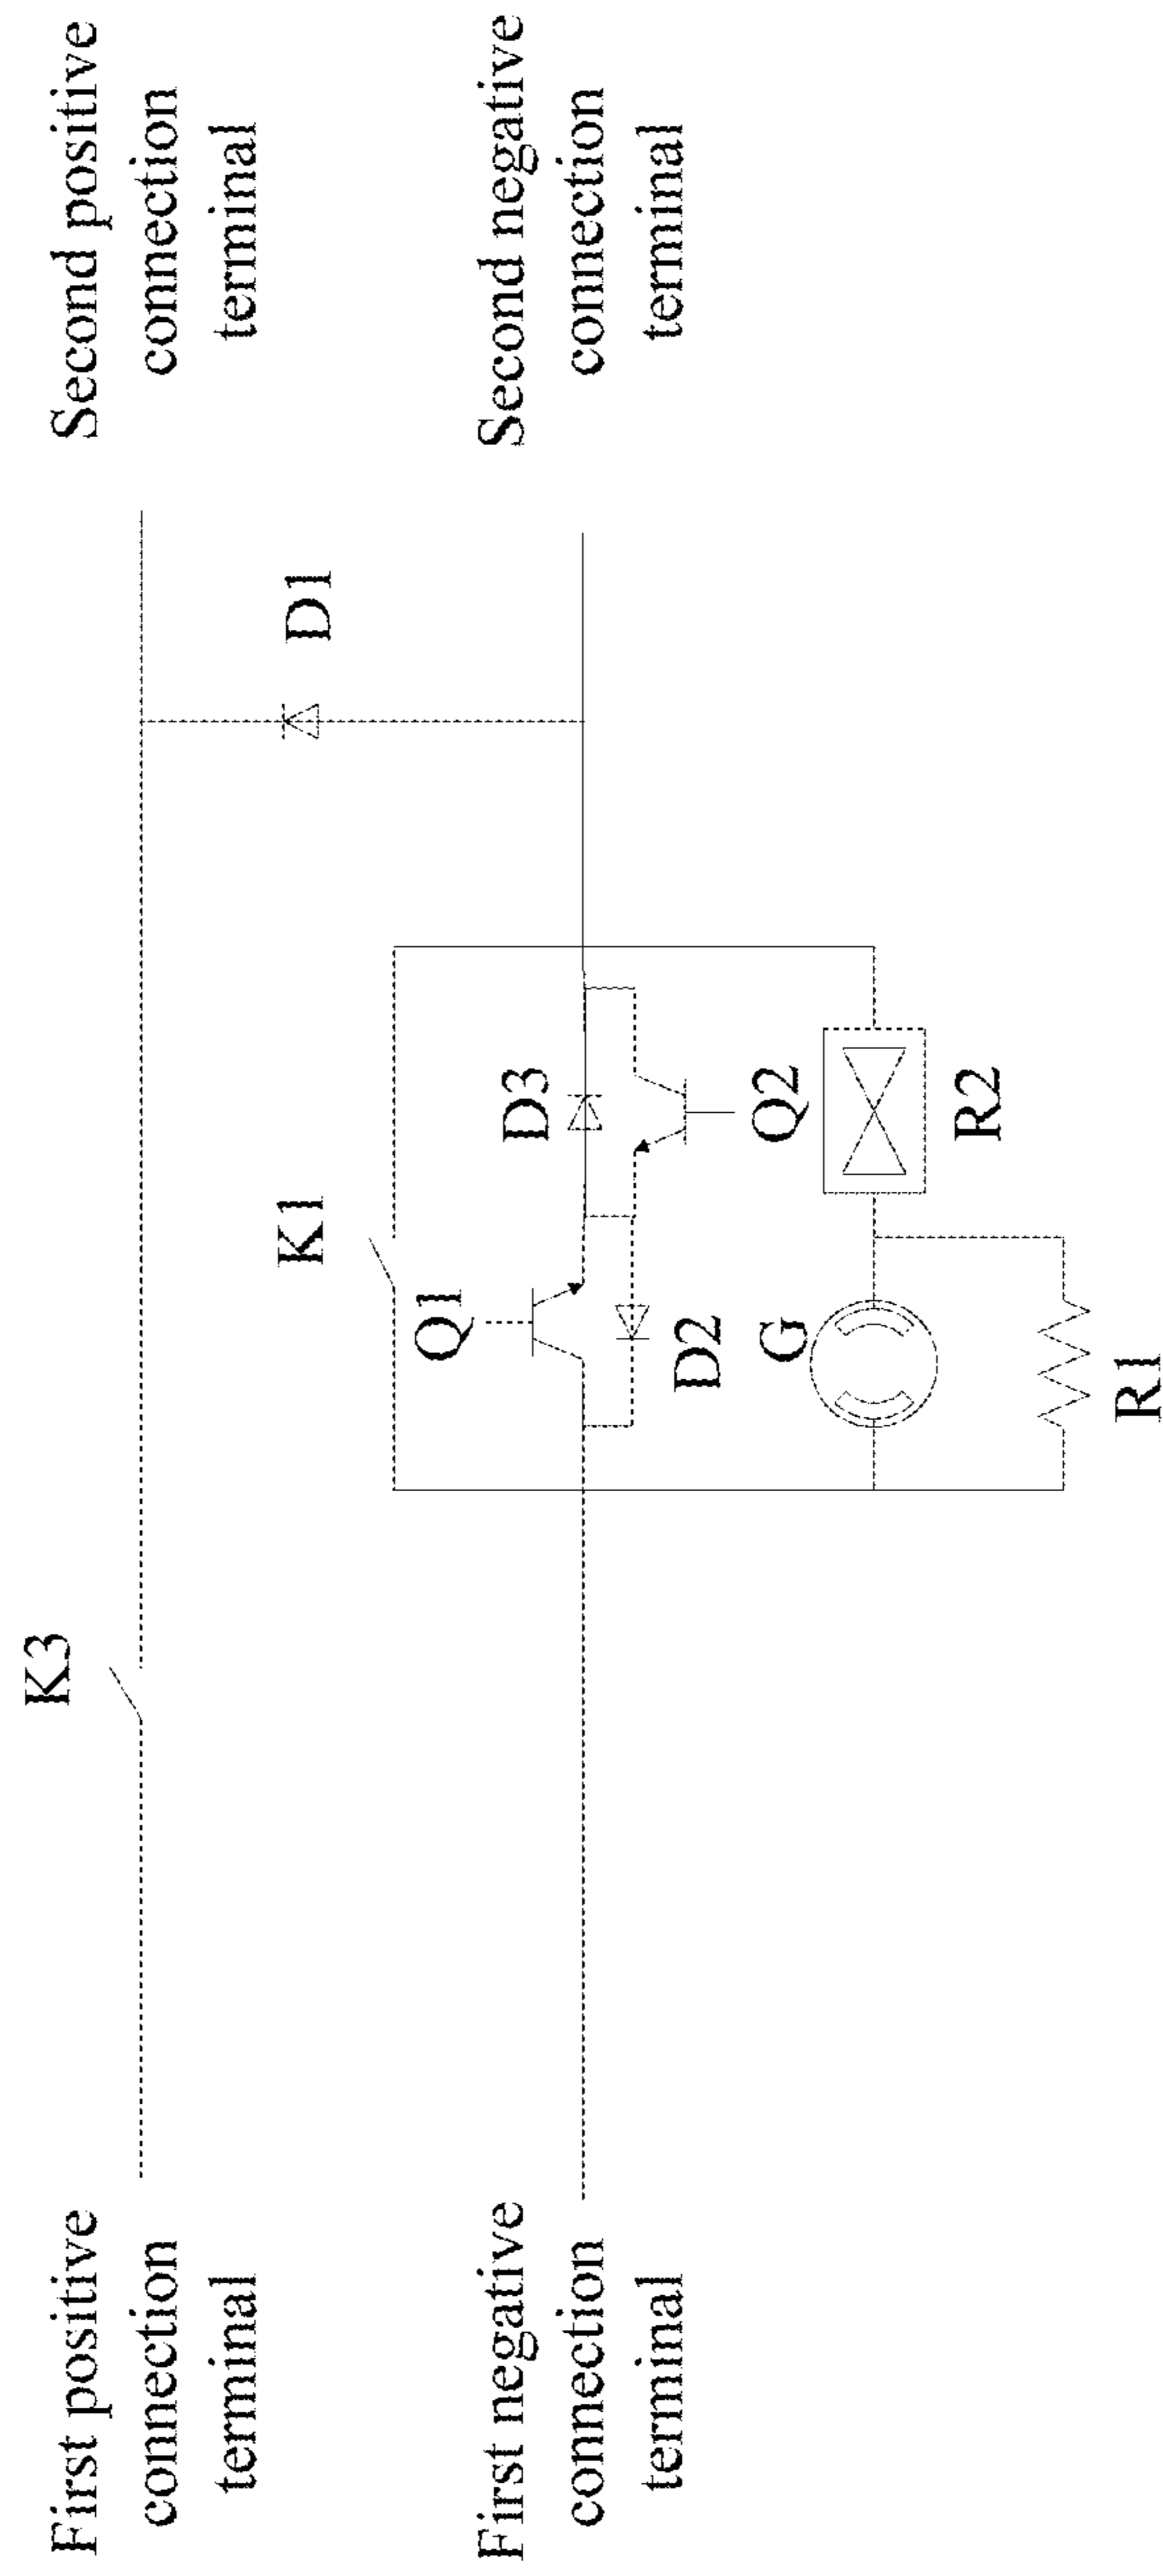 First positive
connection
terminal
K3
Second positive
connection
terminal
D1
K1
Q1
D3
First negative
connection
terminal
Second negative
connection
terminal
D2
Q2
G
R2
R1